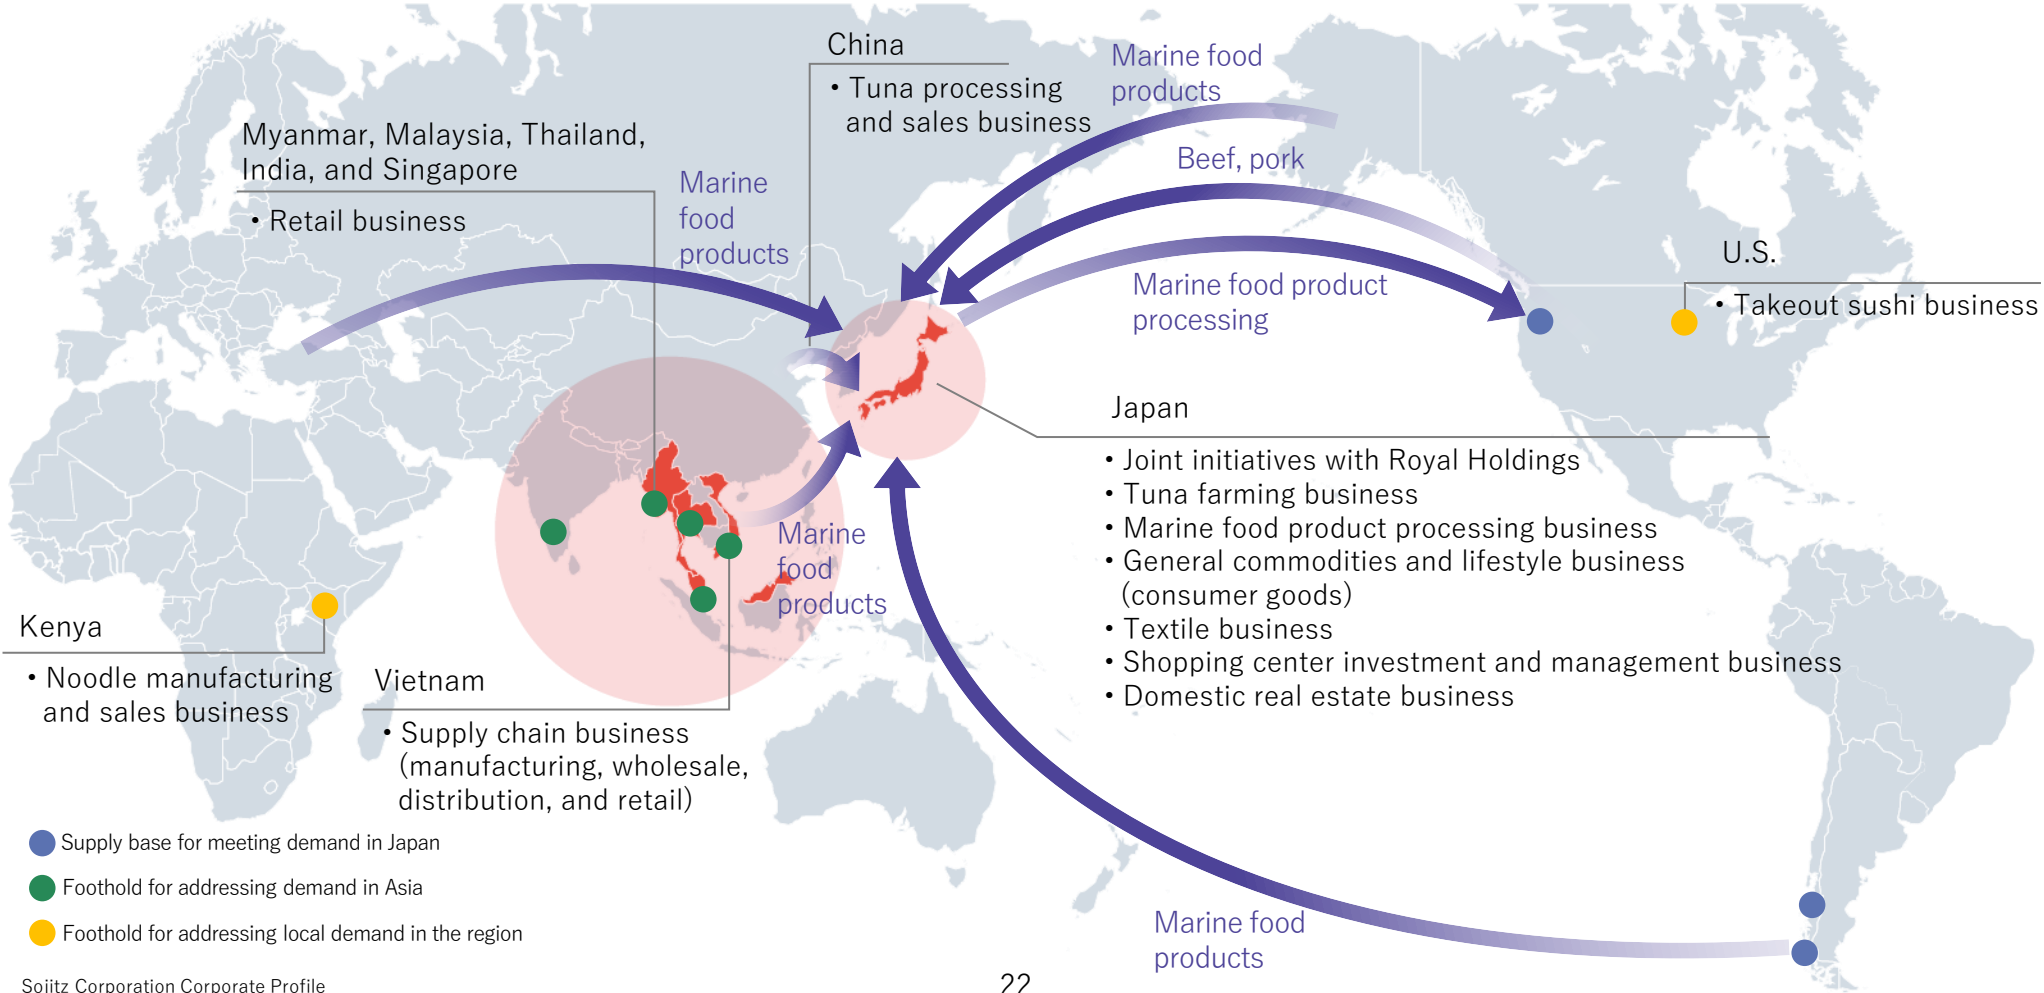 China
• Tuna processing
and sales business
Marine food
products
Myanmar, Malaysia, Thailand,
India, and Singapore
• Retail business
Marine
food
products
Beef, pork
Marine food product
processing
U.S.
• Takeout sushi business
Japan
• Joint initiatives with Royal Holdings
• Tuna farming business
• Marine food product processing business
• General commodities and lifestyle business
(consumer goods)
• Textile business
• Shopping center investment and management business
• Domestic real estate business
Marine
food
products
Kenya
• Noodle manufacturing
and sales business
Vietnam
• Supply chain business
(manufacturing, wholesale,
distribution, and retail)
Supply base for meeting demand in Japan
Foothold for addressing demand in Asia
Foothold for addressing local demand in the region
Marine food
products
Sojitz Corporation Corporate Profile
22